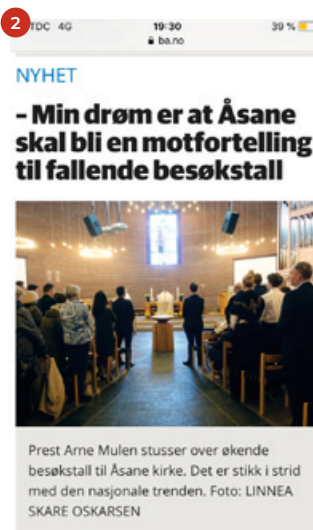 2
TDC 4G 19:30 39 %
ba.no
NYHET
– Min drøm er at Åsane
skal bli en motfortelling
til fallende besøkstall
Prest Arne Mulen stusser over økende
besøkstall til Åsane kirke. Det er stikk i strid
med den nasjonale trenden. Foto: LINNEA
SKARE OSKARSEN